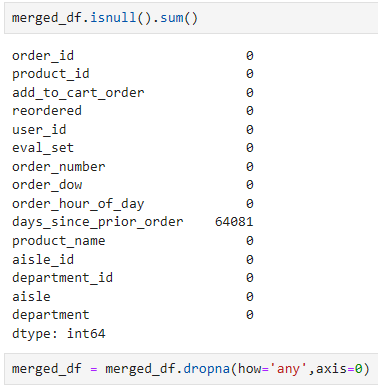 merged_df.isnull().sum()
order_id 0
product_id 0
add_to_cart_order 0
reordered 0
user_id 0
eval_set 0
order_number 0
order_dow 0
order_hour_of_day 0
days_since_prior_order 64081
product_name 0
aisle_id 0
department_id 0
aisle 0
department 0
dtype: int64
merged_df = merged_df.dropna(how='any',axis=0)